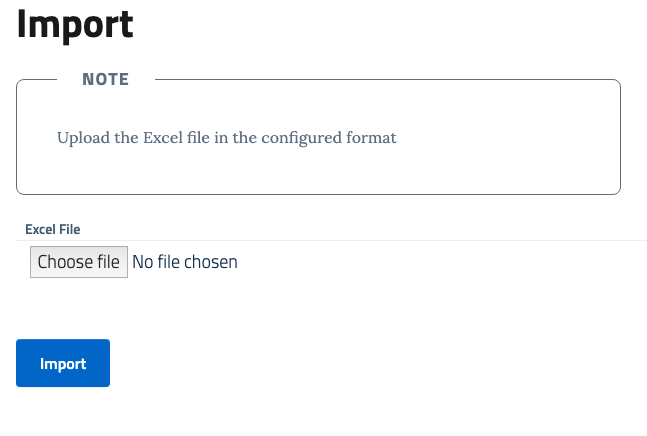 Import
NOTE
Upload the Excel file in the configured format
Excel File
Choose file No file chosen
Import